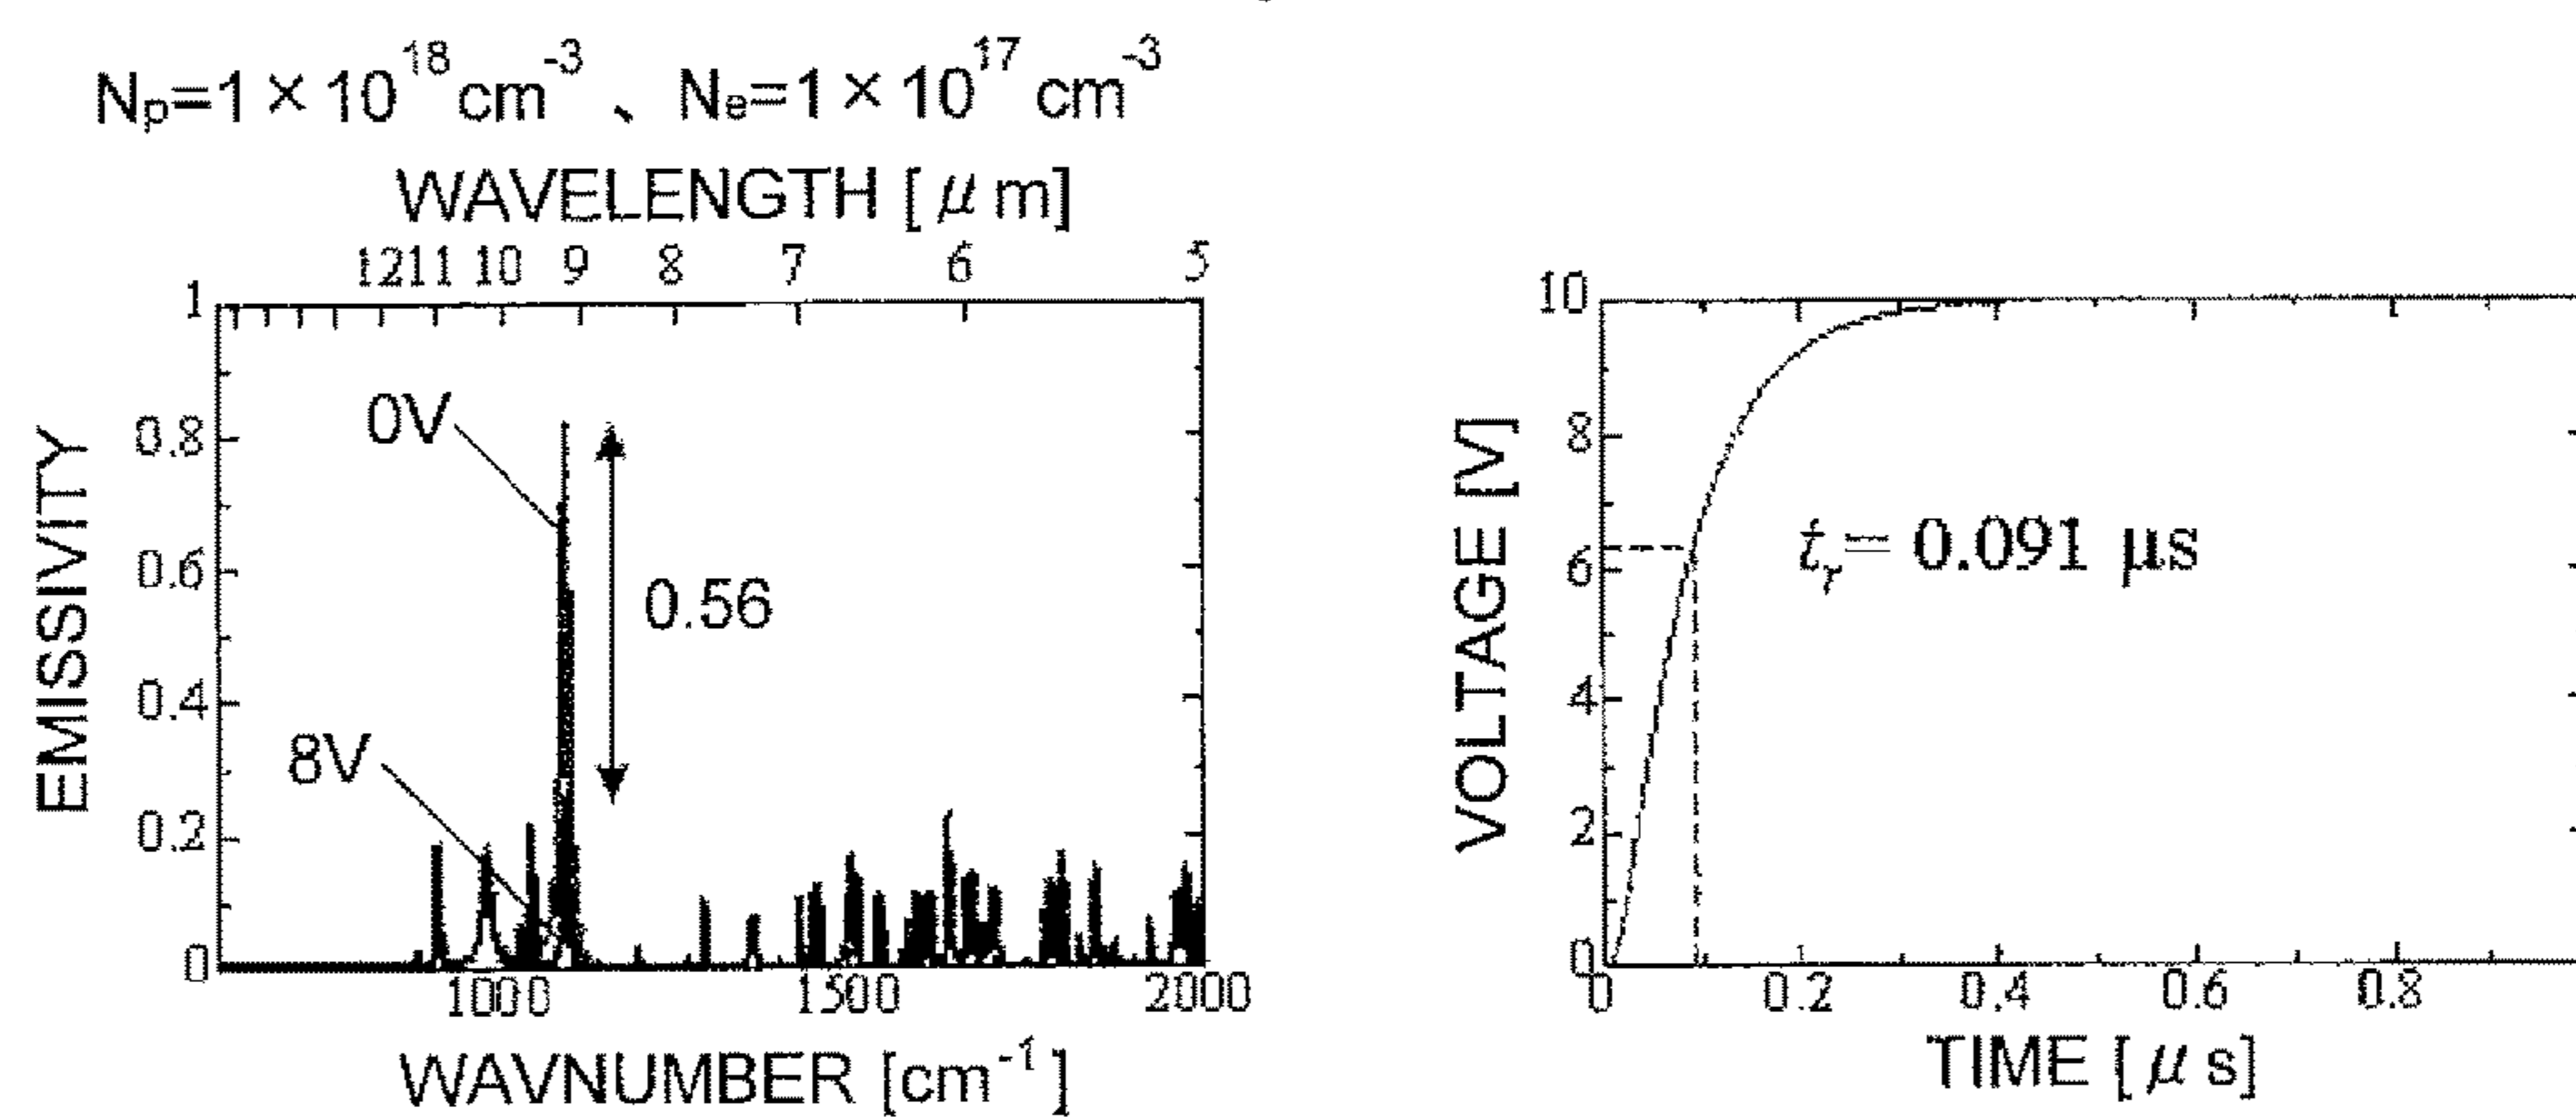 Np=1×10^18 cm^-3、Ne=1×10^17 cm^-3
WAVELENGTH [μm]
12 11 10 9 8 7 6 5
EMISSIVITY
1
0.8
0.6
0.4
0.2
0
0V
8V
0.56
1000 1500 2000
WAVNUMBER [cm^-1]
VOLTAGE [V]
10
8
6
4
2
0
t_r= 0.091 μs
0 0.2 0.4 0.6 0.8
TIME [μs]